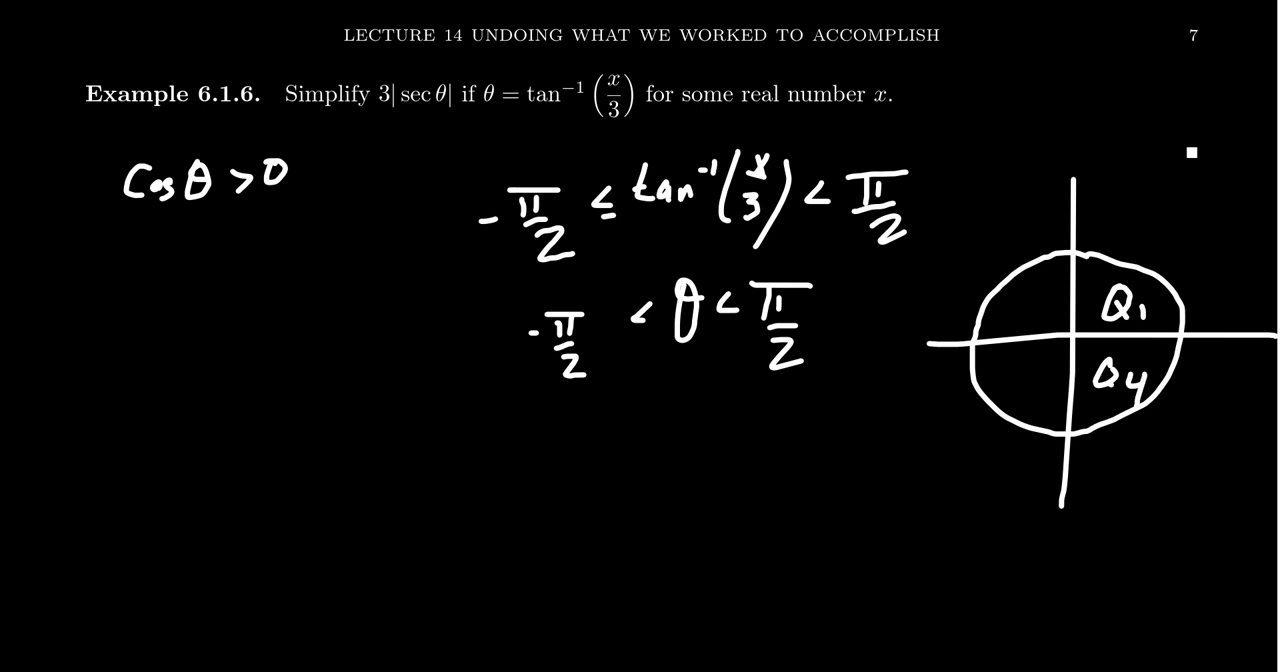 LECTURE 14 UNDOING WHAT WE WORKED TO ACCOMPLISH 7
Example 6.1.6. Simplify 3| sec θ| if θ = tan⁻¹ (x/3) for some real number x.
Cos θ > 0
-π/2 ≤ tan⁻¹(x/3) < π/2
-π/2 < θ < π/2
Q1
Q4